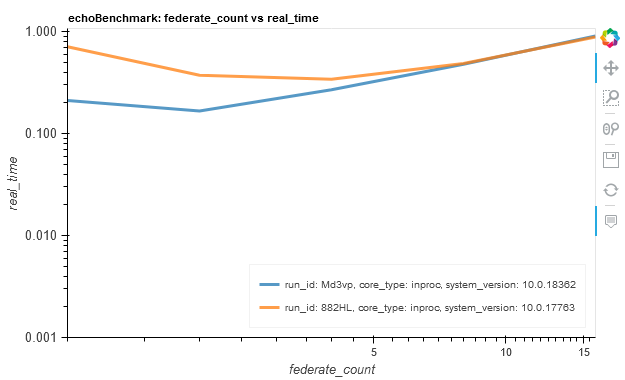 echoBenchmark: federate_count vs real_time
1.000
0.100
0.010
0.001
real_time
run_id: Md3vp, core_type: inproc, system_version: 10.0.18362
run_id: 882HL, core_type: inproc, system_version: 10.0.17763
5
10
15
federate_count